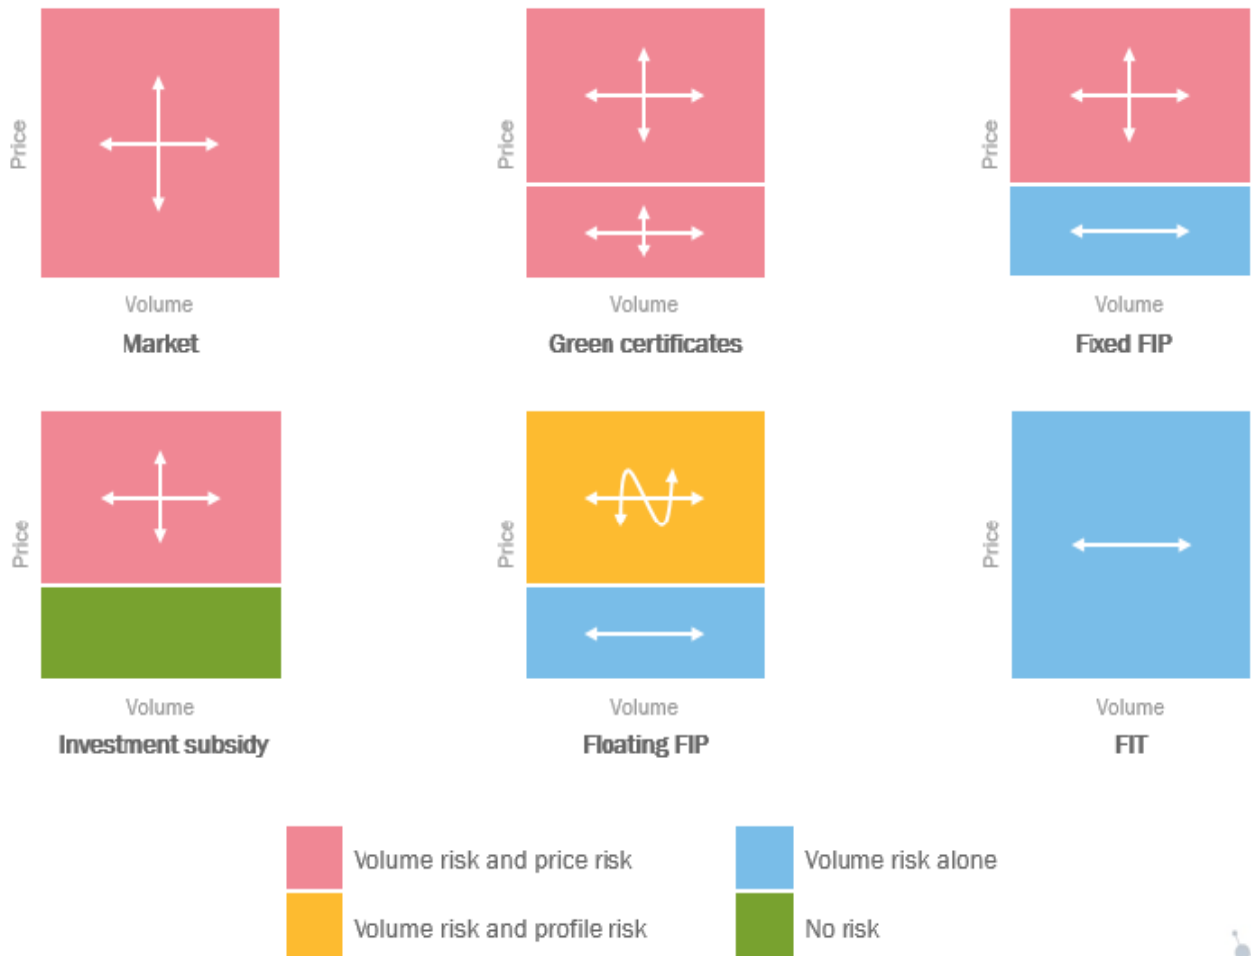 Price
Price
Price
Volume
Volume
Volume
Market
Green certificates
Fixed FIP
Price
Price
Price
Volume
Volume
Volume
Investment subsidy
Floating FIP
FIT
Volume risk and price risk
Volume risk alone
Volume risk and profile risk
No risk